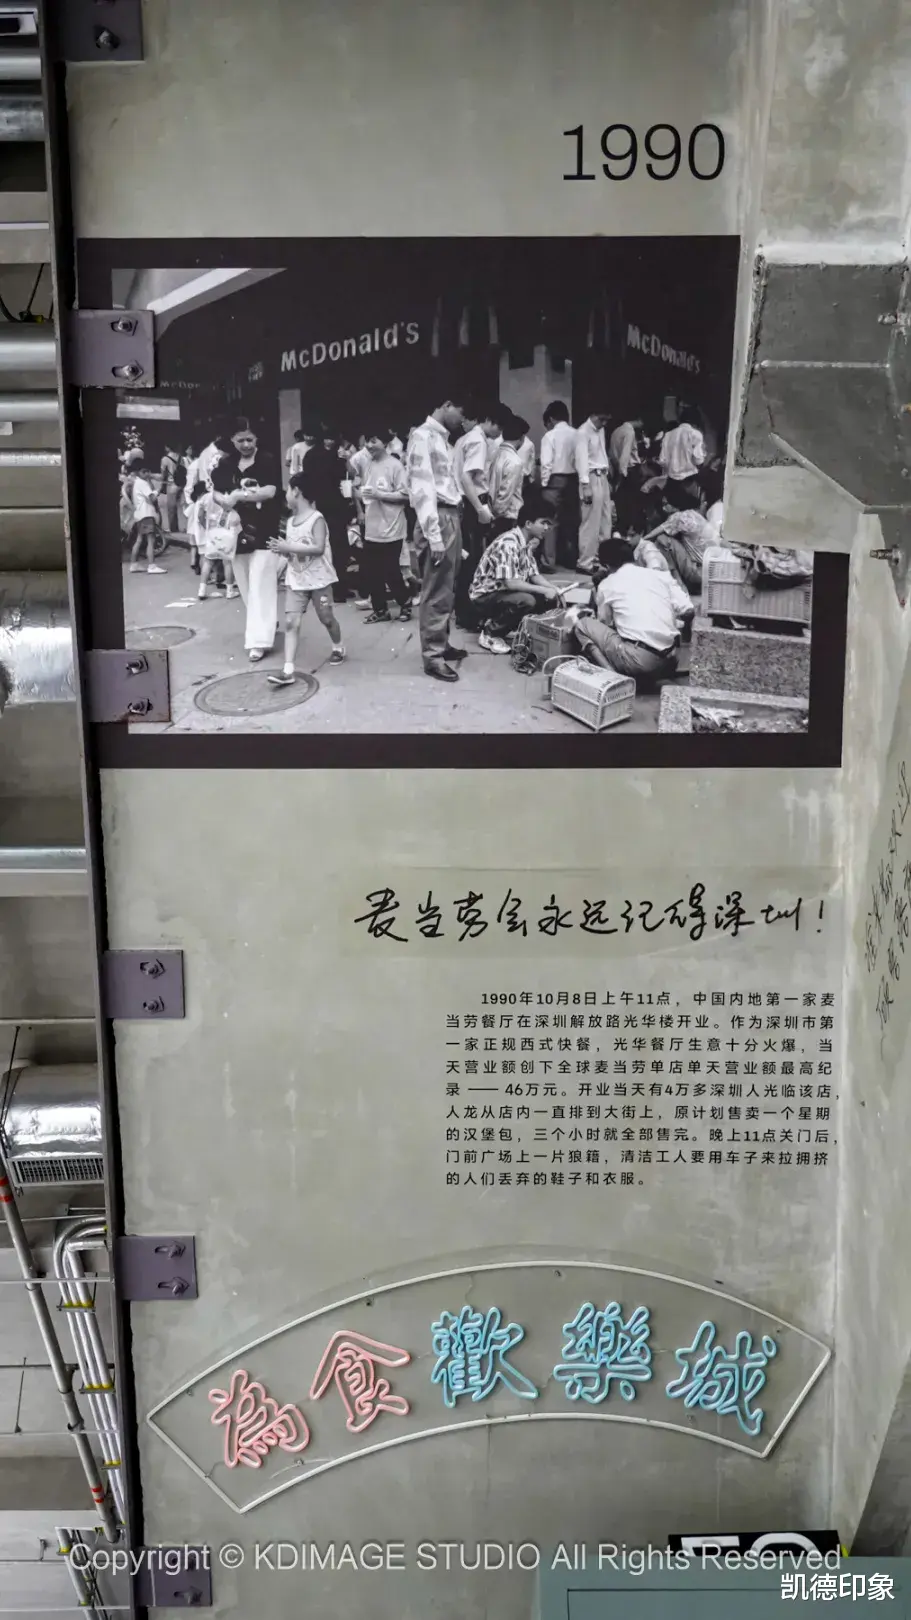 1990
McDonald's
McDonald's
麦当劳会永远记得深圳！
1990年10月8日上午11点，中国内地第一家麦
当劳餐厅在深圳解放路光华楼开业。作为深圳市第
一家正规西式快餐，光华餐厅生意十分火爆，当
天营业额创下全球麦当劳单店单天营业额最高纪
录 —— 46万元。开业当天有4万多深圳人光临该店，
人龙从店内一直排到大街上，原计划售卖一个星期
的汉堡包，三个小时就全部售完。晚上11点关门后，
门前广场上一片狼籍，清洁工人要用车子来拉拥挤
的人们丢弃的鞋子和衣服。
為食歡樂城
Copyright © KDIMAGE STUDIO All Rights Reserved
凯德印象